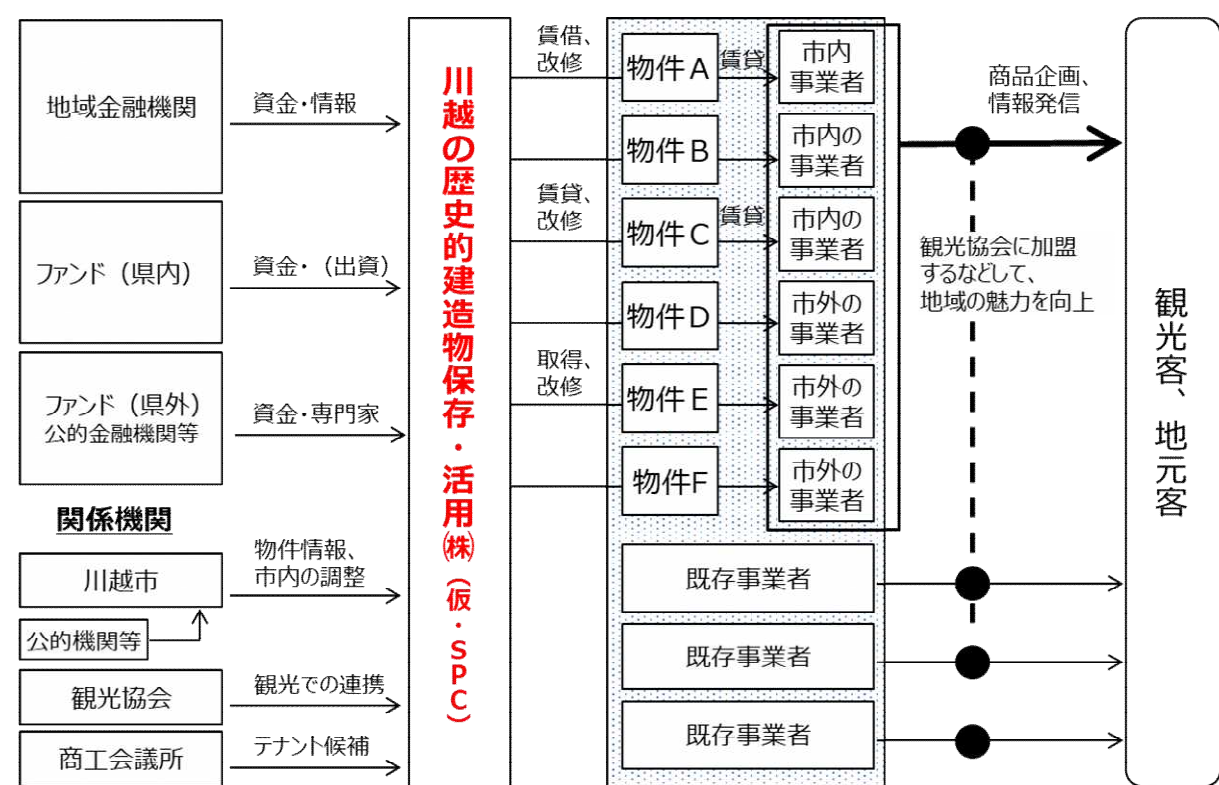 地域金融機関
資金・情報
ファンド（県内）
資金・（出資）
ファンド（県外）
公的金融機関等
資金・専門家
関係機関
川越市
物件情報、
市内の調整
公的機関等
観光協会
観光での連携
商工会議所
テナント候補
川越の歴史的建造物保存・活用㈱（仮・SPC）
賃借、
改修
賃貸、
改修
取得、
改修
物件A
賃貸
市内
事業者
物件B
市内の
事業者
物件C
賃貸
市内の
事業者
物件D
市外の
事業者
物件E
市外の
事業者
物件F
市外の
事業者
既存事業者
既存事業者
既存事業者
商品企画、
情報発信
観光協会に加盟
するなどして、
地域の魅力を向上
観光客、地元客